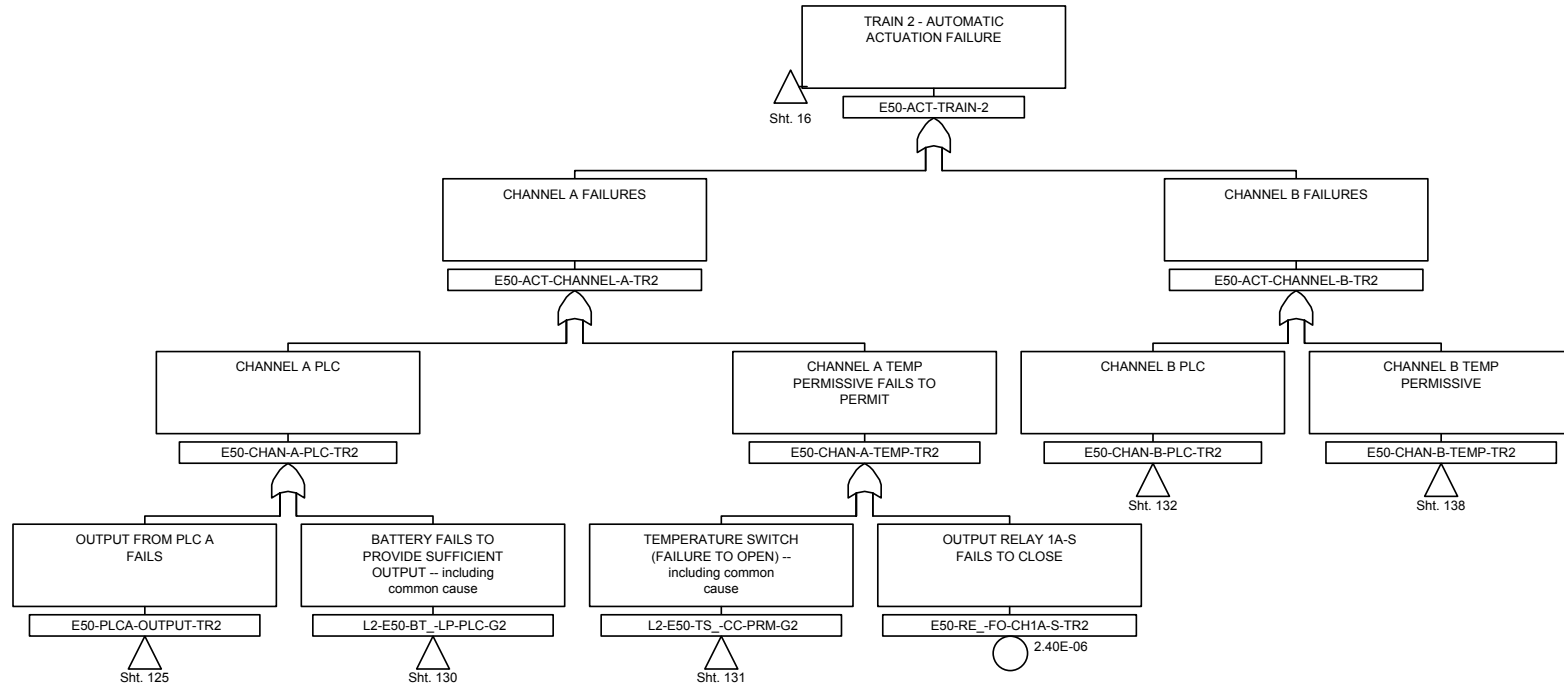 TRAIN 2 - AUTOMATIC
ACTUATION FAILURE
Sht. 16
E50-ACT-TRAIN-2
CHANNEL A FAILURES
E50-ACT-CHANNEL-A-TR2
CHANNEL B FAILURES
E50-ACT-CHANNEL-B-TR2
CHANNEL A PLC
E50-CHAN-A-PLC-TR2
CHANNEL A TEMP
PERMISSIVE FAILS TO
PERMIT
E50-CHAN-A-TEMP-TR2
CHANNEL B PLC
E50-CHAN-B-PLC-TR2
Sht. 132
CHANNEL B TEMP
PERMISSIVE
E50-CHAN-B-TEMP-TR2
Sht. 138
OUTPUT FROM PLC A
FAILS
E50-PLCA-OUTPUT-TR2
Sht. 125
BATTERY FAILS TO
PROVIDE SUFFICIENT
OUTPUT -- including
common cause
L2-E50-BT_-LP-PLC-G2
Sht. 130
TEMPERATURE SWITCH
(FAILURE TO OPEN) --
including common
cause
L2-E50-TS_-CC-PRM-G2
Sht. 131
OUTPUT RELAY 1A-S
FAILS TO CLOSE
E50-RE_-FO-CH1A-S-TR2
2.40E-06